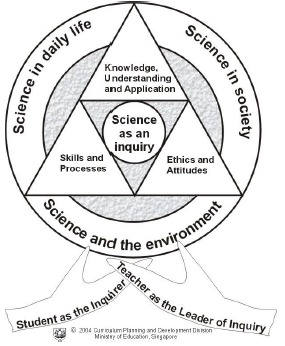 Science in daily life
Science in society
Knowledge,
Understanding
and Application
Science
as an
inquiry
Skills and
Processes
Ethics and
Attitudes
Science and the environment
Student as the Inquirer
Teacher as the Leader of Inquiry
© 2004 Curriculum Planning and Development Division
Ministry of Education, Singapore